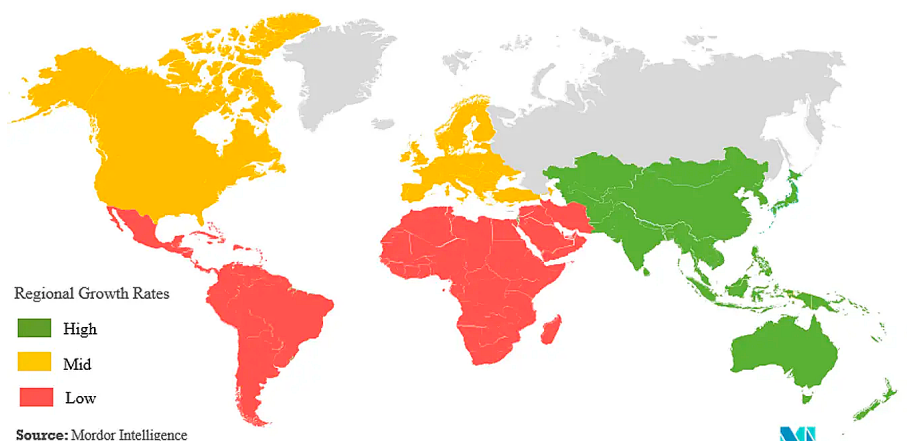 Regional Growth Rates
High
Mid
Low
Source: Mordor Intelligence